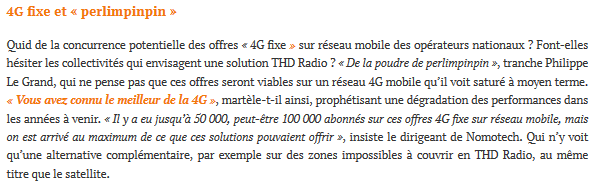 4G fixe et « perlimpinpin »
Quid de la concurrence potentielle des offres « 4G fixe » sur réseau mobile des opérateurs nationaux ? Font-elles
hésiter les collectivités qui envisagent une solution THD Radio ? « De la poudre de perlimpinpin », tranche Philippe
Le Grand, qui ne pense pas que ces offres seront viables sur un réseau 4G mobile qu'il voit saturé à moyen terme.
« Vous avez connu le meilleur de la 4G », martèle-t-il ainsi, prophétisant une dégradation des performances dans
les années à venir. « Il y a eu jusqu'à 50 000, peut-être 100 000 abonnés sur ces offres 4G fixe sur réseau mobile, mais
on est arrivé au maximum de ce que ces solutions pouvaient offrir », insiste le dirigeant de Nomotech. Qui n'y voit
qu'une alternative complémentaire, par exemple sur des zones impossibles à couvrir en THD Radio, au même
titre que le satellite.